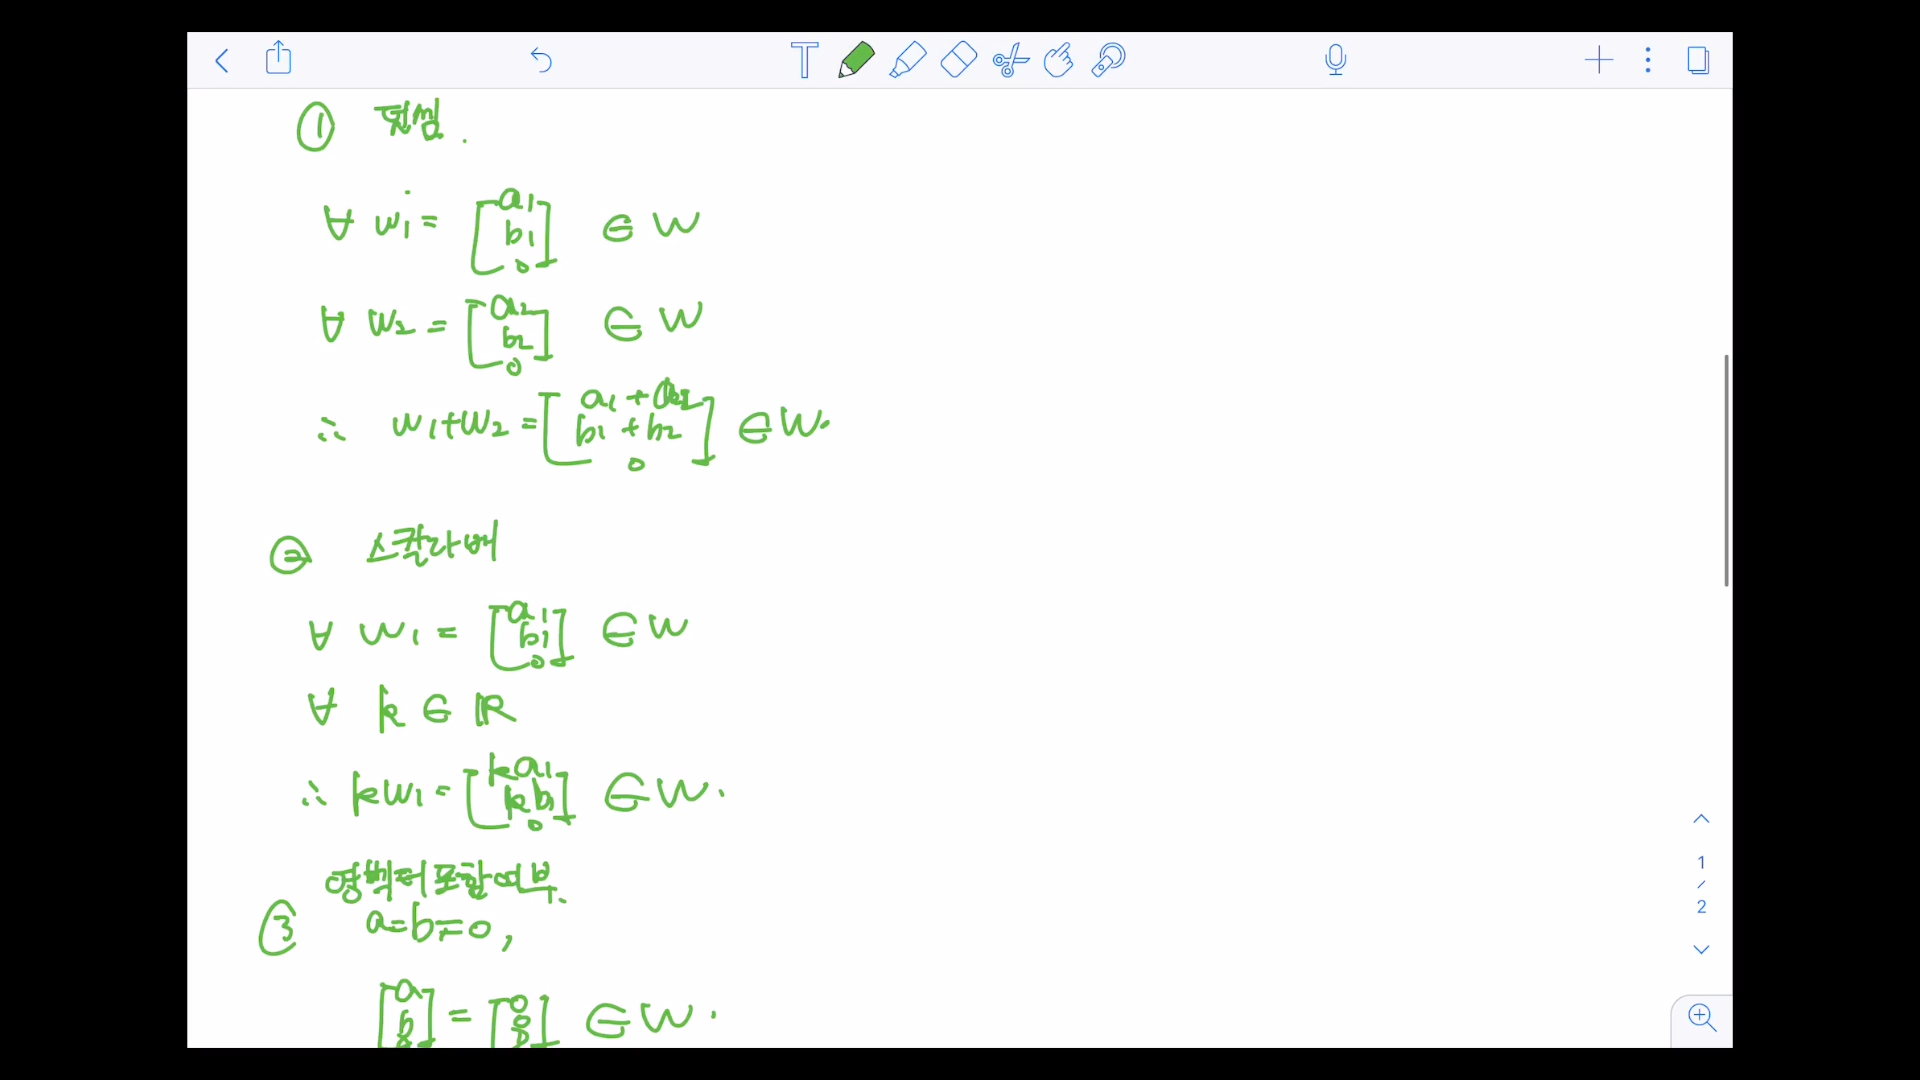 ① 덧셈.
∀ w₁ = [a₁ b₁ 0] ∈ W
∀ w₂ = [a₂ b₂ 0] ∈ W
∴ w₁+w₂ = [a₁+a₂ b₁+b₂ 0] ∈ W.
② 스칼라배
∀ w₁ = [a₁ b₁ 0] ∈ W
∀ k ∈ ℝ
∴ kw₁ = [ka₁ kb₁ 0] ∈ W.
영벡터포함여부.
③ a=b=0,
[a b 0] = [0 0 0] ∈ W.
1
/
2